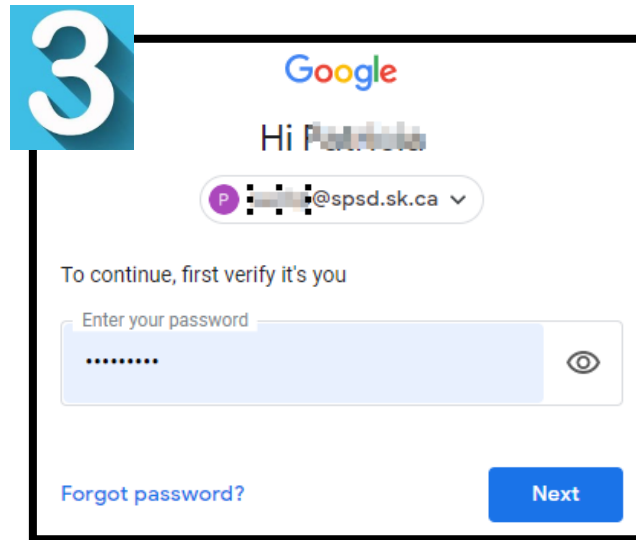 3
Google
Hi
P @spsd.sk.ca
To continue, first verify it's you
Enter your password
•••••••••
Forgot password?
Next